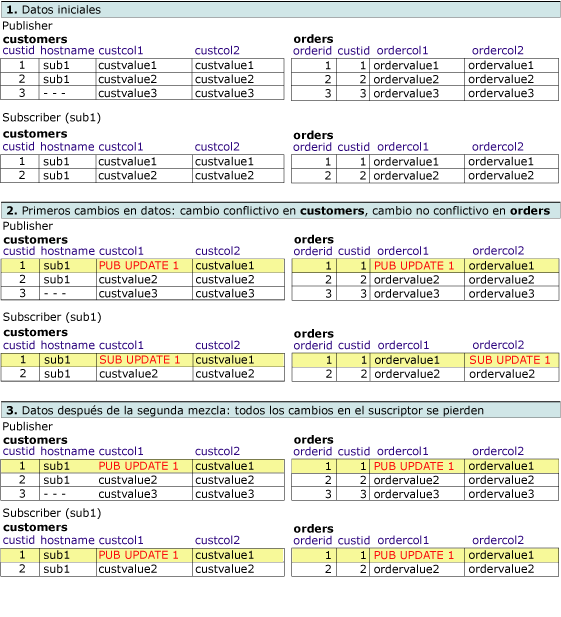 1. Datos iniciales
Publisher
customers orders
custid hostname custcol1 custcol2 orderid custid ordercol1 ordercol2
1 sub1 custvalue1 custvalue1 1 1 ordervalue1 ordervalue1
2 sub1 custvalue2 custvalue2 2 2 ordervalue2 ordervalue2
3 - - - custvalue3 custvalue3 3 3 ordervalue3 ordervalue3
Subscriber (sub1)
customers orders
custid hostname custcol1 custcol2 orderid custid ordercol1 ordercol2
1 sub1 custvalue1 custvalue1 1 1 ordervalue1 ordervalue1
2 sub1 custvalue2 custvalue2 2 2 ordervalue2 ordervalue2
2. Primeros cambios en datos: cambio conflictivo en customers, cambio no conflictivo en orders
Publisher
customers orders
custid hostname custcol1 custcol2 orderid custid ordercol1 ordercol2
1 sub1 PUB UPDATE 1 custvalue1 1 1 PUB UPDATE 1 ordervalue1
2 sub1 custvalue2 custvalue2 2 2 ordervalue2 ordervalue2
3 - - - custvalue3 custvalue3 3 3 ordervalue3 ordervalue3
Subscriber (sub1)
customers orders
custid hostname custcol1 custcol2 orderid custid ordercol1 ordercol2
1 sub1 SUB UPDATE 1 custvalue1 1 1 ordervalue1 SUB UPDATE 1
2 sub1 custvalue2 custvalue2 2 2 ordervalue2 ordervalue2
3. Datos después de la segunda mezcla: todos los cambios en el suscriptor se pierden
Publisher
customers orders
custid hostname custcol1 custcol2 orderid custid ordercol1 ordercol2
1 sub1 PUB UPDATE 1 custvalue1 1 1 PUB UPDATE 1 ordervalue1
2 sub1 custvalue2 custvalue2 2 2 ordervalue2 ordervalue2
3 - - - custvalue3 custvalue3 3 3 ordervalue3 ordervalue3
Subscriber (sub1)
customers orders
custid hostname custcol1 custcol2 orderid custid ordercol1 ordercol2
1 sub1 PUB UPDATE 1 custvalue1 1 1 PUB UPDATE 1 ordervalue1
2 sub1 custvalue2 custvalue2 2 2 ordervalue2 ordervalue2